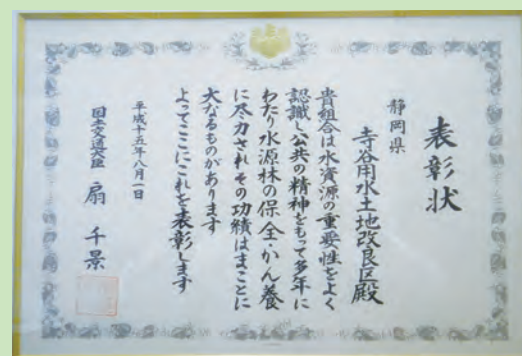 表彰状
静岡県
寺谷用水土地改良区殿
貴組合は水資源の重要性をよく
認識し公共の精神をもって多年に
わたり水源林の保全・かん養
に尽力されその功績はまことに
大なるものがあります
よってここにこれを表彰します
平成十五年八月一日
国土交通大臣 扇 千景